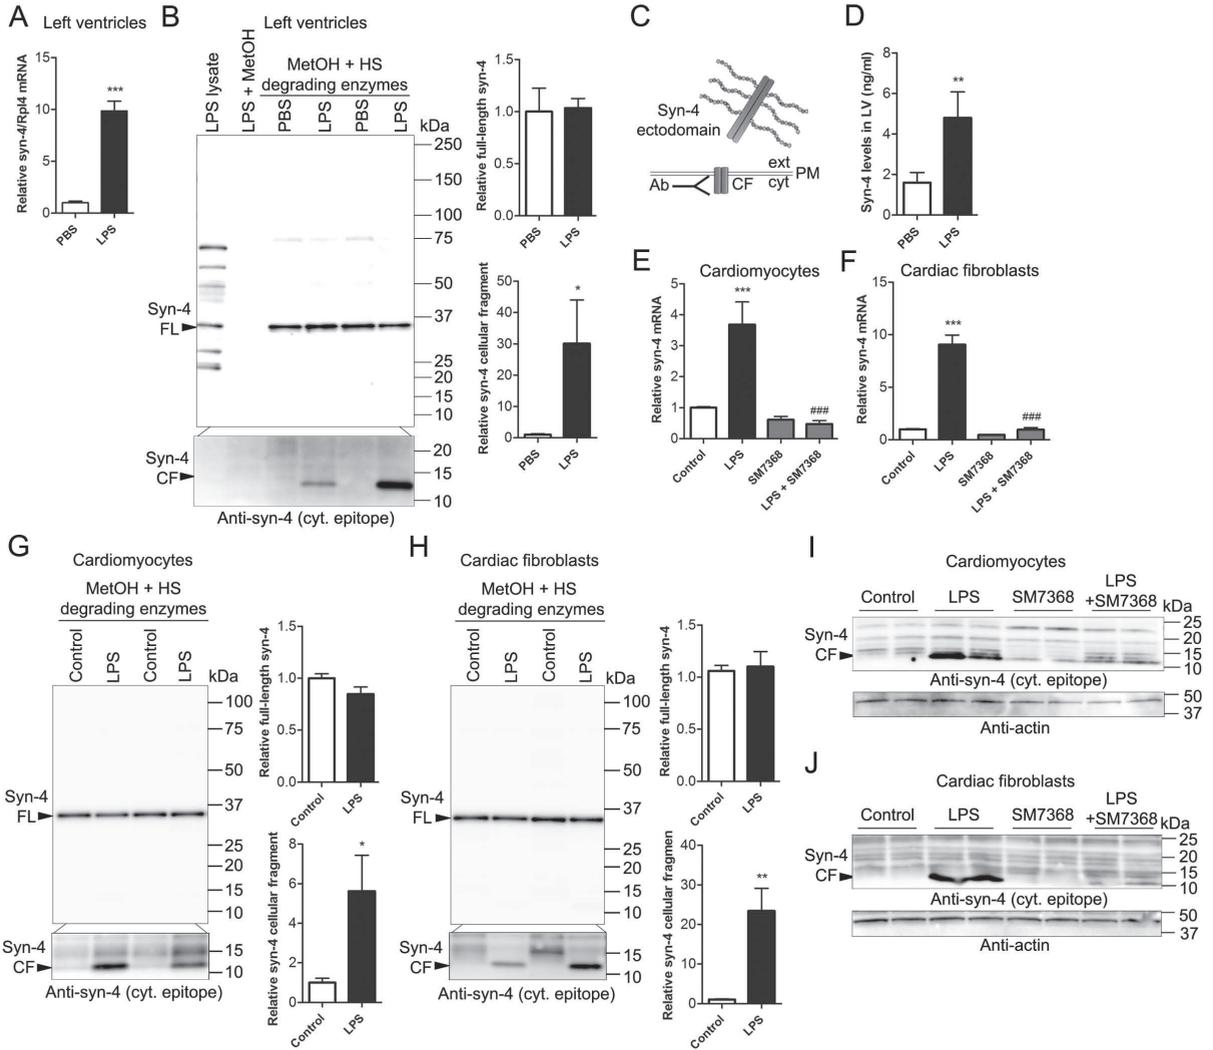 A
Left ventricles
Relative syn-4/Rpl4 mRNA
15
10
5
0
***
PBS
LPS
B
Left ventricles
LPS lysate
LPS + MetOH
MetOH + HS
degrading enzymes
PBS
LPS
PBS
LPS
kDa
250
150
100
75
50
37
25
20
15
10
Syn-4
FL
20
15
10
Syn-4
CF
Anti-syn-4 (cyt. epitope)
Relative full-length syn-4
1.5
1.0
0.5
0.0
PBS
LPS
Relative syn-4 cellular fragment
50
40
30
20
10
0
*
PBS
LPS
C
Syn-4
ectodomain
ext
cyt
PM
Ab
CF
D
Syn-4 levels in LV (ng/ml)
8
6
4
2
0
**
PBS
LPS
E
Cardiomyocytes
Relative syn-4 mRNA
5
4
3
2
1
0
***
###
Control
LPS
SM7368
LPS + SM7368
F
Cardiac fibroblasts
Relative syn-4 mRNA
15
10
5
0
***
###
Control
LPS
SM7368
LPS + SM7368
G
Cardiomyocytes
MetOH + HS
degrading enzymes
Control
LPS
Control
LPS
kDa
100
75
50
37
25
20
15
10
Syn-4
FL
15
10
Syn-4
CF
Anti-syn-4 (cyt. epitope)
Relative full-length syn-4
1.5
1.0
0.5
0.0
Control
LPS
Relative syn-4 cellular fragment
8
6
4
2
0
*
Control
LPS
H
Cardiac fibroblasts
MetOH + HS
degrading enzymes
Control
LPS
Control
LPS
kDa
100
75
50
37
25
20
15
10
Syn-4
FL
15
10
Syn-4
CF
Anti-syn-4 (cyt. epitope)
Relative full-length syn-4
1.5
1.0
0.5
0.0
Control
LPS
Relative syn-4 cellular fragmen
40
30
20
10
0
**
Control
LPS
I
Cardiomyocytes
Control
LPS
SM7368
LPS
+SM7368
kDa
25
20
15
10
Syn-4
CF
Anti-syn-4 (cyt. epitope)
50
37
Anti-actin
J
Cardiac fibroblasts
Control
LPS
SM7368
LPS
+SM7368
kDa
25
20
15
10
Syn-4
CF
Anti-syn-4 (cyt. epitope)
50
37
Anti-actin